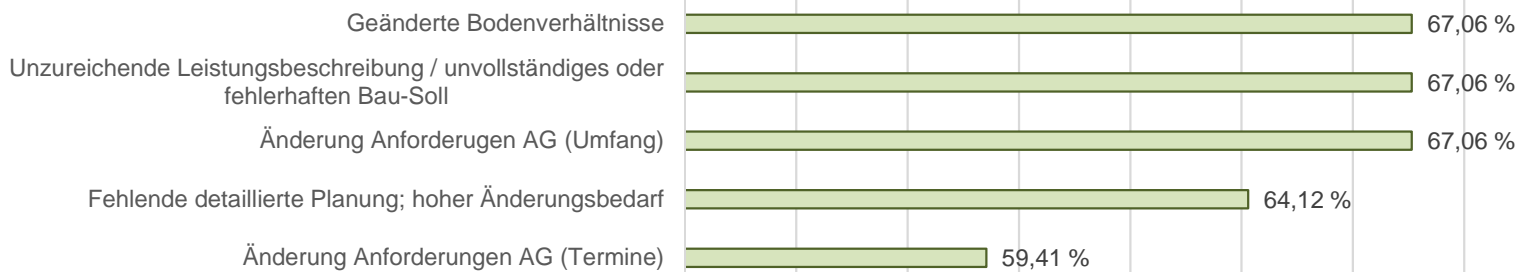 Geänderte Bodenverhältnisse
67,06 %
Unzureichende Leistungsbeschreibung / unvollständiges oder
fehlerhaften Bau-Soll
67,06 %
Änderung Anforderugen AG (Umfang)
67,06 %
Fehlende detaillierte Planung; hoher Änderungsbedarf
64,12 %
Änderung Anforderungen AG (Termine)
59,41 %